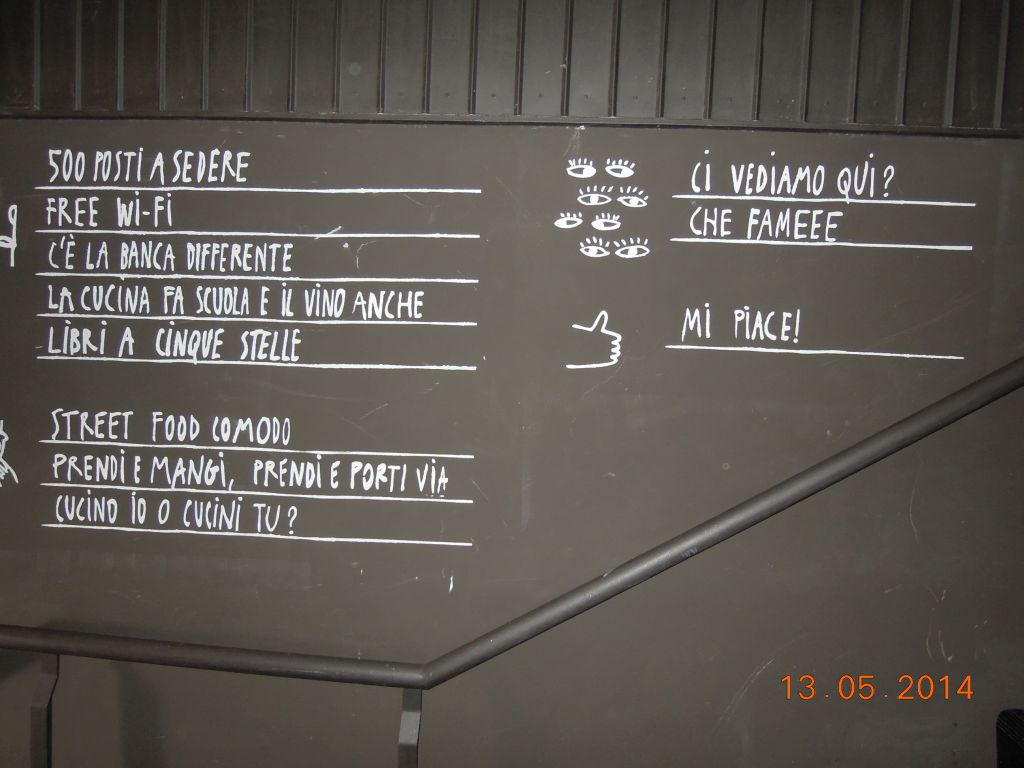 500 POSTI A SEDERE
FREE Wi-Fi
C'È LA BANCA DIFFERENTE
LA CUCINA FA SCUOLA E iL VINO ANCHE
LiBRi A CiNQUE STELLE
STREET FOOD COMODO
PRENDi E MANGi, PRENDi E PORTi ViA
CUCiNO iO O CUCiNi TU?
Ci VEDiAMO QUi?
CHE FAMEEE
Mi PiACE!
13.05.2014